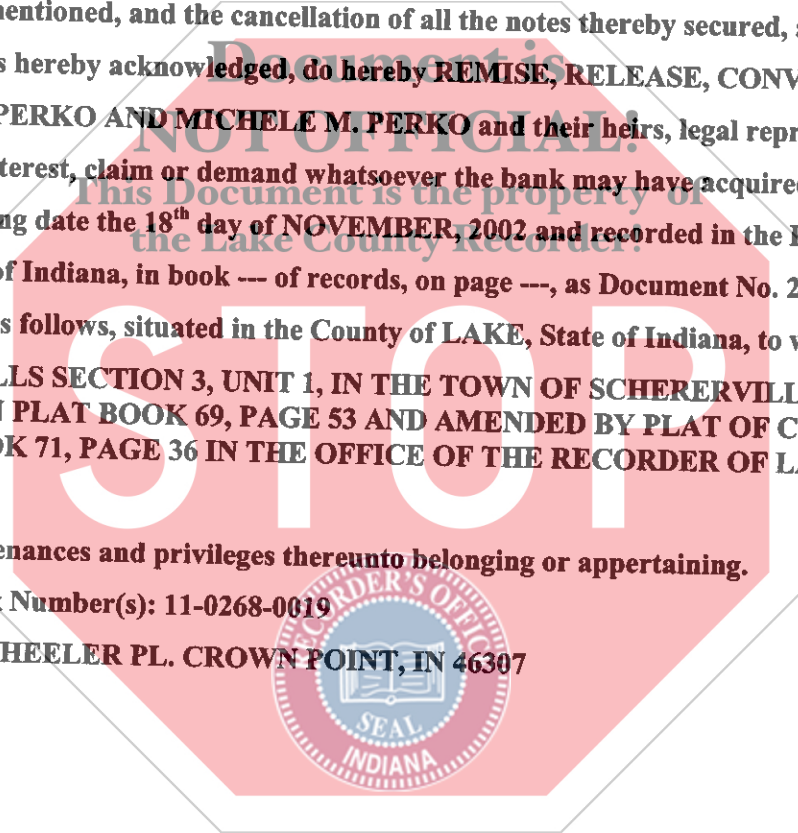 nentioned, and the cancellation of all the notes thereby secured,
s hereby acknowledged, do hereby REMISE, RELEASE, CONV
Document is
PERKO AND MICHELE M. PERKO and their heirs, legal repr
NOT OFFICIAL!
terest, claim or demand whatsoever the bank may have acquired
This Document is the property of
ng date the 18th day of NOVEMBER, 2002 and recorded in the
the Lake County Recorder!
of Indiana, in book --- of records, on page ---, as Document No. 2
s follows, situated in the County of LAKE, State of Indiana, to w
STOP
LLS SECTION 3, UNIT 1, IN THE TOWN OF SCHERERVILL
PLAT BOOK 69, PAGE 53 AND AMENDED BY PLAT OF C
OK 71, PAGE 36 IN THE OFFICE OF THE RECORDER OF LA
enances and privileges thereunto belonging or appertaining.
Number(s): 11-0268-0019
HEELER PL. CROWN POINT, IN 46307
RECORDER'S OFFICE
SEAL
INDIANA